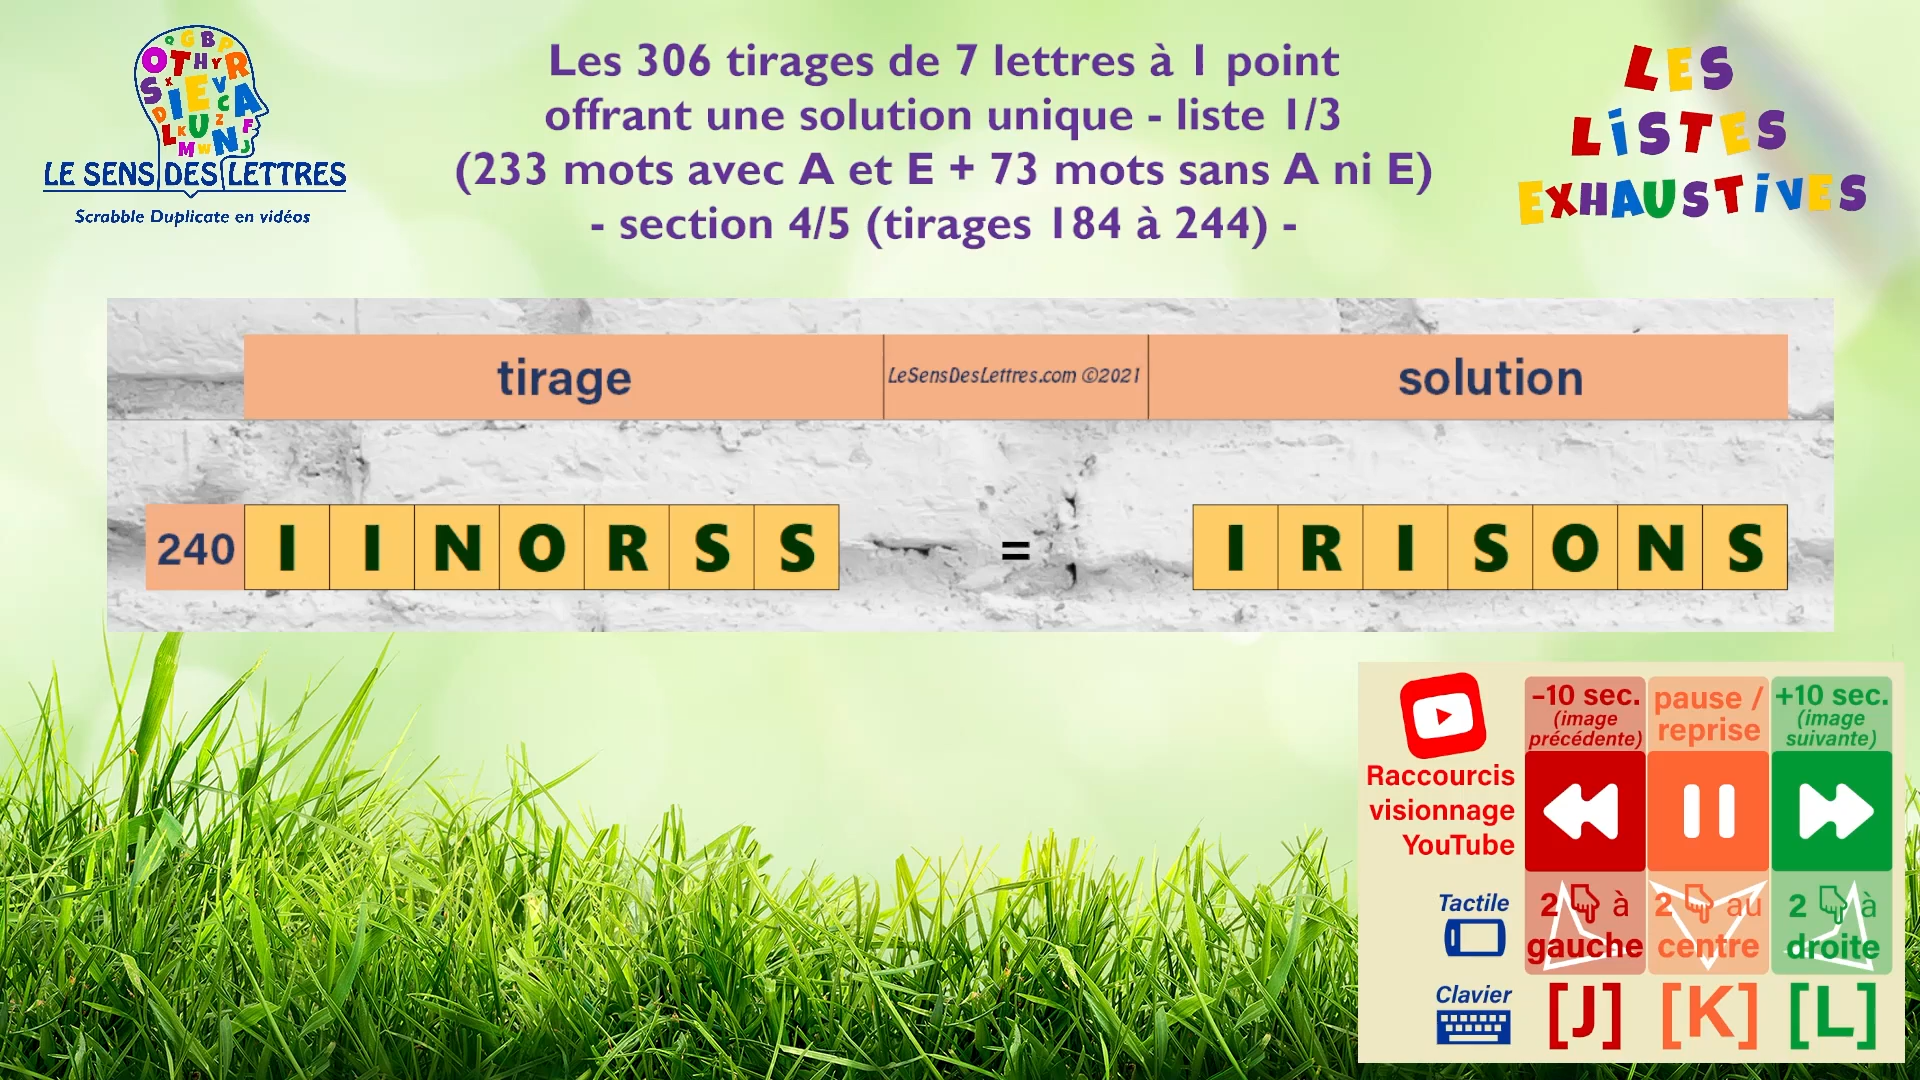 LE SENS DES LETTRES
Scrabble Duplicate en vidéos
Les 306 tirages de 7 lettres à 1 point
offrant une solution unique - liste 1/3
(233 mots avec A et E + 73 mots sans A ni E)
- section 4/5 (tirages 184 à 244) -
LES
LiSTES
EXHAUSTiVES
tirage
LeSensDesLettres.com ©2021
solution
240 I I N O R S S = I R I S O N S
Raccourcis
visionnage
YouTube
-10 sec.
(image
précédente)
pause /
reprise
+10 sec.
(image
suivante)
Tactile
2 à
gauche
2 au
centre
2 à
droite
Clavier
[J] [K] [L]